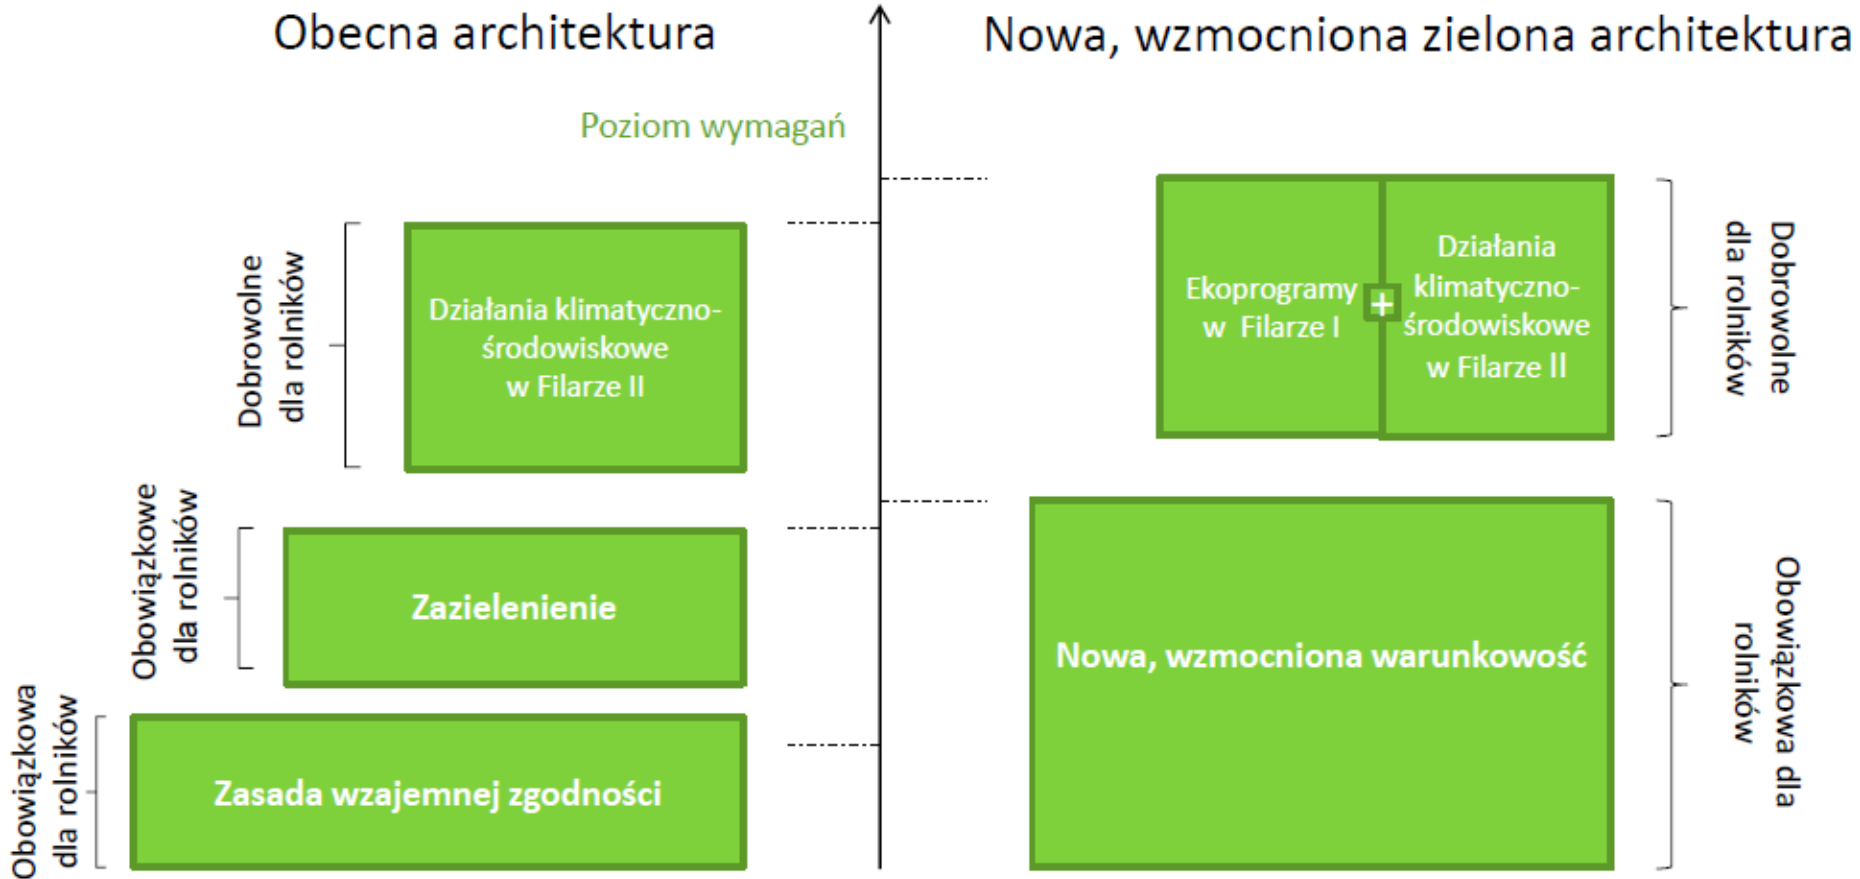 Obecna architektura
Nowa, wzmocniona zielona architektura
Poziom wymagań
Dobrowolne
dla rolników
Działania klimatyczno-
środowiskowe
w Filarze II
Obowiązkowe
dla rolników
Zazielenienie
Obowiązkowa
dla rolników
Zasada wzajemnej zgodności
Ekoprogramy
w Filarze I
+
Działania
klimatyczno-
środowiskowe
w Filarze II
Dobrowolne
dla rolników
Nowa, wzmocniona warunkowość
Obowiązkowa dla
rolników